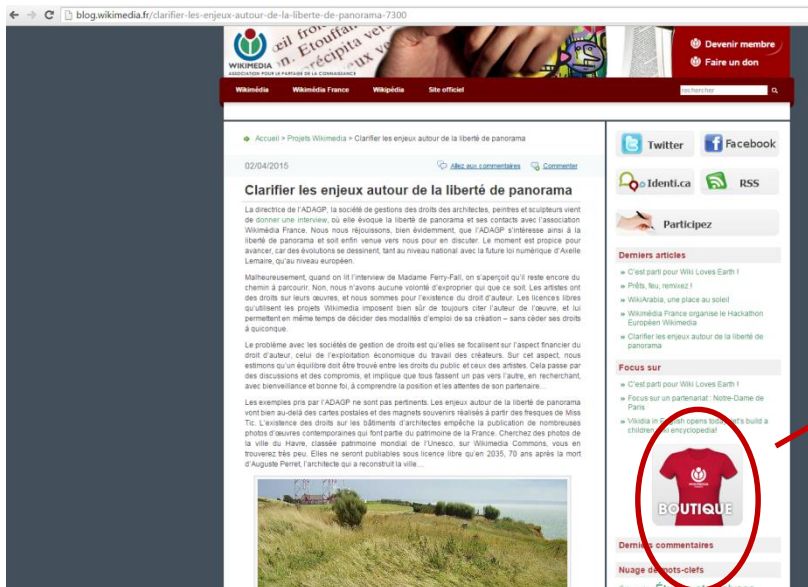 blog.wikimedia.fr/clarifier-les-enjeux-autour-de-la-liberte-de-panorama-7300
WIKIMEDIA
ASSOCIATION POUR LE PARTAGE DE LA CONNAISSANCE
Etouffan
précipita
Devenir membre
Faire un don
Wikimédia Wikimédia France Wikipédia Site officiel
rechercher
Accueil > Projets Wikimedia > Clarifier les enjeux autour de la liberté de panorama
02/04/2015
Allez aux commentaires Commenter
Clarifier les enjeux autour de la liberté de panorama
La directrice de l'ADAGP, la société de gestions des droits des architectes, peintres et sculpteurs vient
de donner une interview, où elle évoque la liberté de panorama et ses contacts avec l'association
Wikimédia France. Nous nous réjouissons, bien évidemment, que l'ADAGP s'intéresse ainsi à la
liberté de panorama et soit enfin venue vers nous pour en discuter. Le moment est propice pour
avancer, car des évolutions se dessinent, tant au niveau national avec la future loi numérique d'Axelle
Lemaire, qu'au niveau européen.
Malheureusement, quand on lit l'interview de Madame Ferry-Fall, on s'aperçoit qu'il reste encore du
chemin à parcourir. Non, nous n'avons aucune volonté d'exproprier qui que ce soit. Les artistes ont
des droits sur leurs œuvres, et nous sommes pour l'existence du droit d'auteur. Les licences libres
qu'utilisent les projets Wikimedia imposent bien sûr de toujours citer l'auteur de l'œuvre, et lui
permettent en même temps de décider des modalités d'emploi de sa création – sans céder ses droits
à quiconque.
Le problème avec les sociétés de gestion de droits est qu'elles se focalisent sur l'aspect financier du
droit d'auteur, celui de l'exploitation économique du travail des créateurs. Sur cet aspect, nous
estimons qu'un équilibre doit être trouvé entre les droits du public et ceux des artistes. Cela passe par
des discussions et des compromis, et implique que tous fassent un pas vers l'autre, en recherchant,
avec bienveillance et bonne foi, à comprendre la position et les attentes de son partenaire…
Les exemples pris par l'ADAGP ne sont pas pertinents. Les enjeux autour de la liberté de panorama
vont bien au-delà des cartes postales et des magnets souvenirs réalisés à partir des fresques de Miss
Tic. L'existence des droits sur les bâtiments d'architectes empêche la publication de nombreuses
photos d'œuvres contemporaines qui font partie du patrimoine de la France. Cherchez des photos de
la ville du Havre, classée patrimoine mondial de l'Unesco, sur Wikimedia Commons, vous en
trouverez très peu. Elles ne seront publiables sous licence libre qu'en 2035, 70 ans après la mort
d'Auguste Perret, l'architecte qui a reconstruit la ville…
Twitter Facebook
Identi.ca RSS
Participez
Derniers articles
» C'est parti pour Wiki Loves Earth !
» Prêts, feu, remixez !
» WikiArabia, une place au soleil
» Wikimédia France organise le Hackathon
Européen Wikimedia
» Clarifier les enjeux autour de la liberté de
panorama
Focus sur
» C'est parti pour Wiki Loves Earth !
» Focus sur un partenariat : Notre-Dame de
Paris
» Vikidia in English opens today, let's build a
children wiki encyclopedia!
WIKIMEDIA
BOUTIQUE
Derniers commentaires
Nuage de mots-clefs